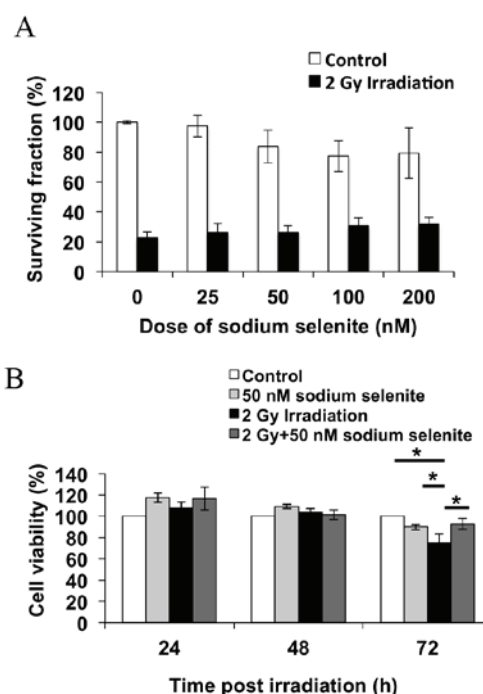 A
Control
2 Gy Irradiation
Surviving fraction (%)
120
100
80
60
40
20
0
0 25 50 100 200
Dose of sodium selenite (nM)
B
Control
50 nM sodium selenite
2 Gy Irradiation
2 Gy+50 nM sodium selenite
Cell viability (%)
140
120
100
80
60
40
20
0
*
*
*
24 48 72
Time post irradiation (h)